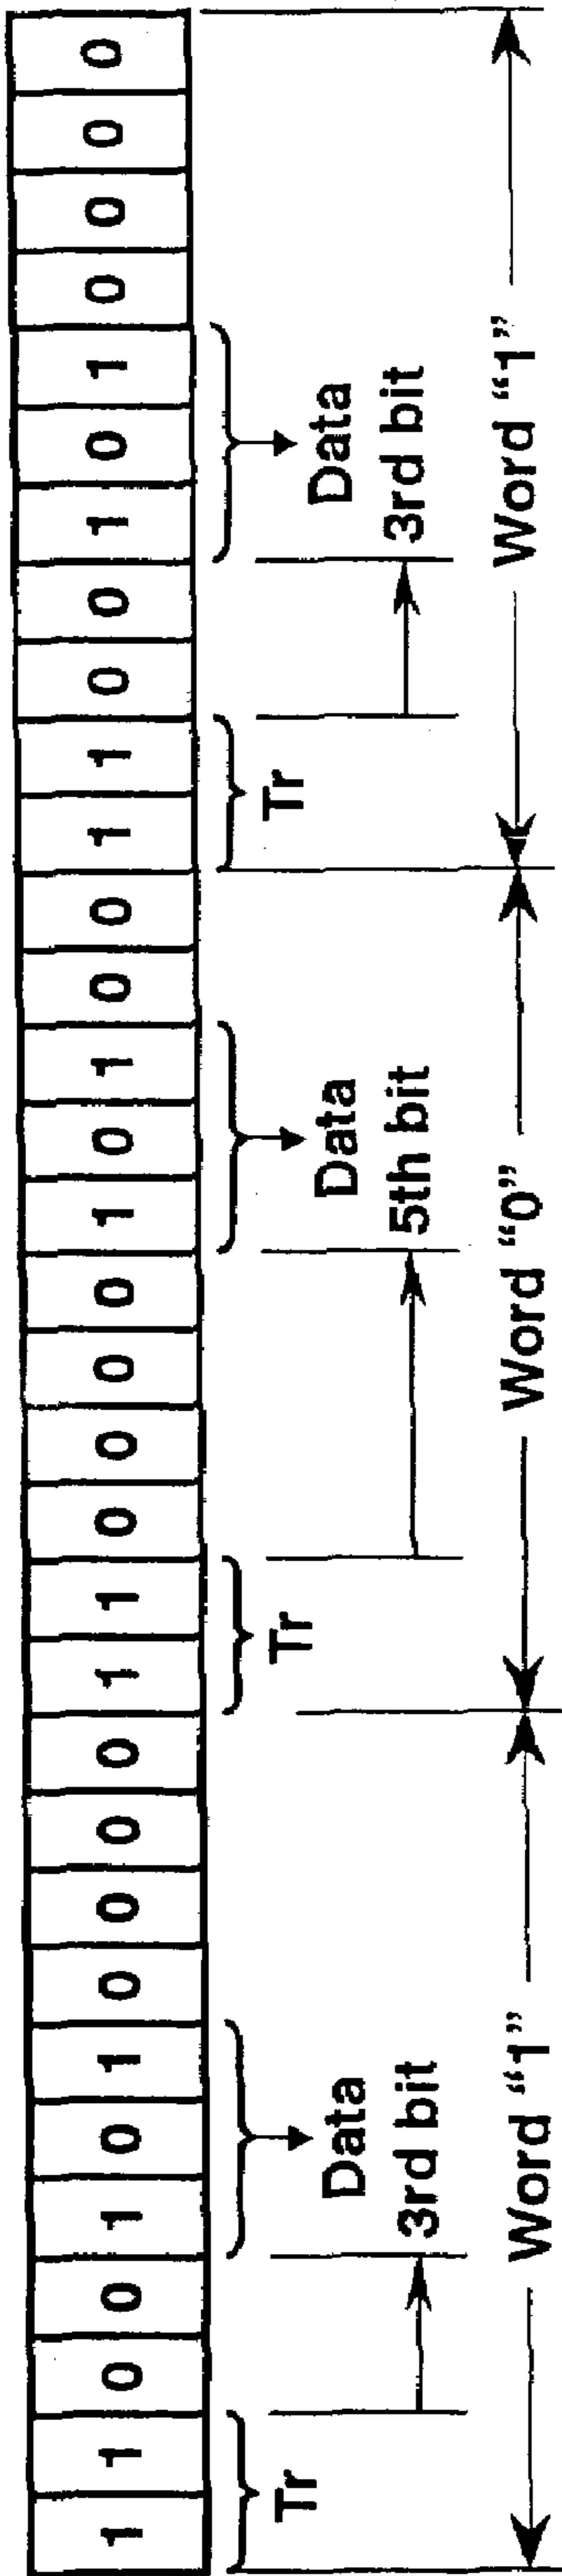 1 1 0 0 1 0 1 0 0 0 0 1 1 0 0 0 0 1 0 1 0 0 1 1 0 0 1 0 1 0 0 0 0
Tr Data Tr Data Tr Data
3rd bit 5th bit 3rd bit
Word “1” Word “0” Word “1”